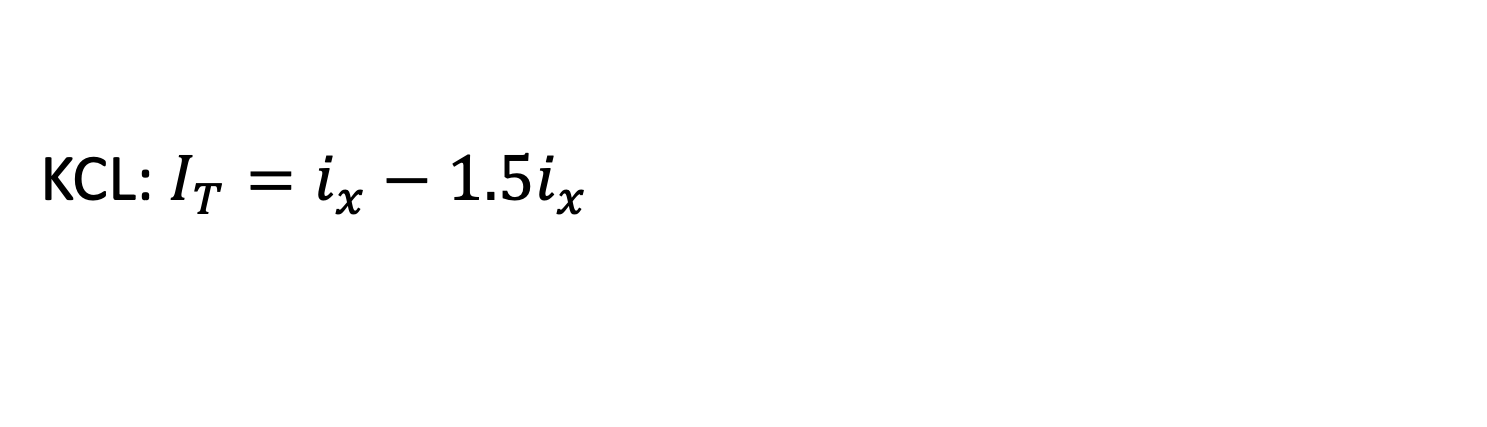 KCL: $I_T = i_x - 1.5i_x$